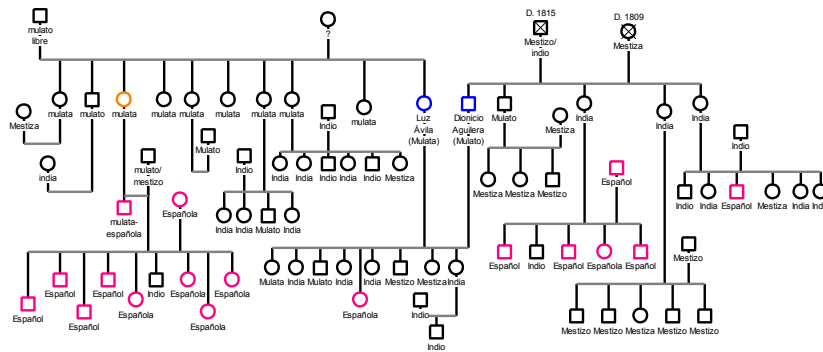 D. 1815
D. 1809
mulato
libre
?
Mestizo/
indio
Mestiza
Mestiza
mulata
mulato
mulata
mulata
mulata
mulata
mulata
mulata
mulata
Luz
Ávila
(Mulata)
Dionicio
Aguilera
(Mulato)
Mulato
Mestiza
India
India
India
india
mulato/
mestizo
Mulato
Indio
Indio
Indio
India
India
Indio
India
Indio
Mestiza
Mestiza
Mestiza
Mestizo
Español
Indio
India
Español
Mestiza
India
Indi
mulata-
española
Española
India
India
Mulato
India
Español
Indio
Español
Española
Español
Mestizo
Mulata
India
Mulato
India
India
Mestizo
Mestiza
India
Español
Español
Español
Española
Indio
Española
Española
Española
Española
Indio
Indio
Mestizo
Mestizo
Mestiza
Mestizo
Mestizo